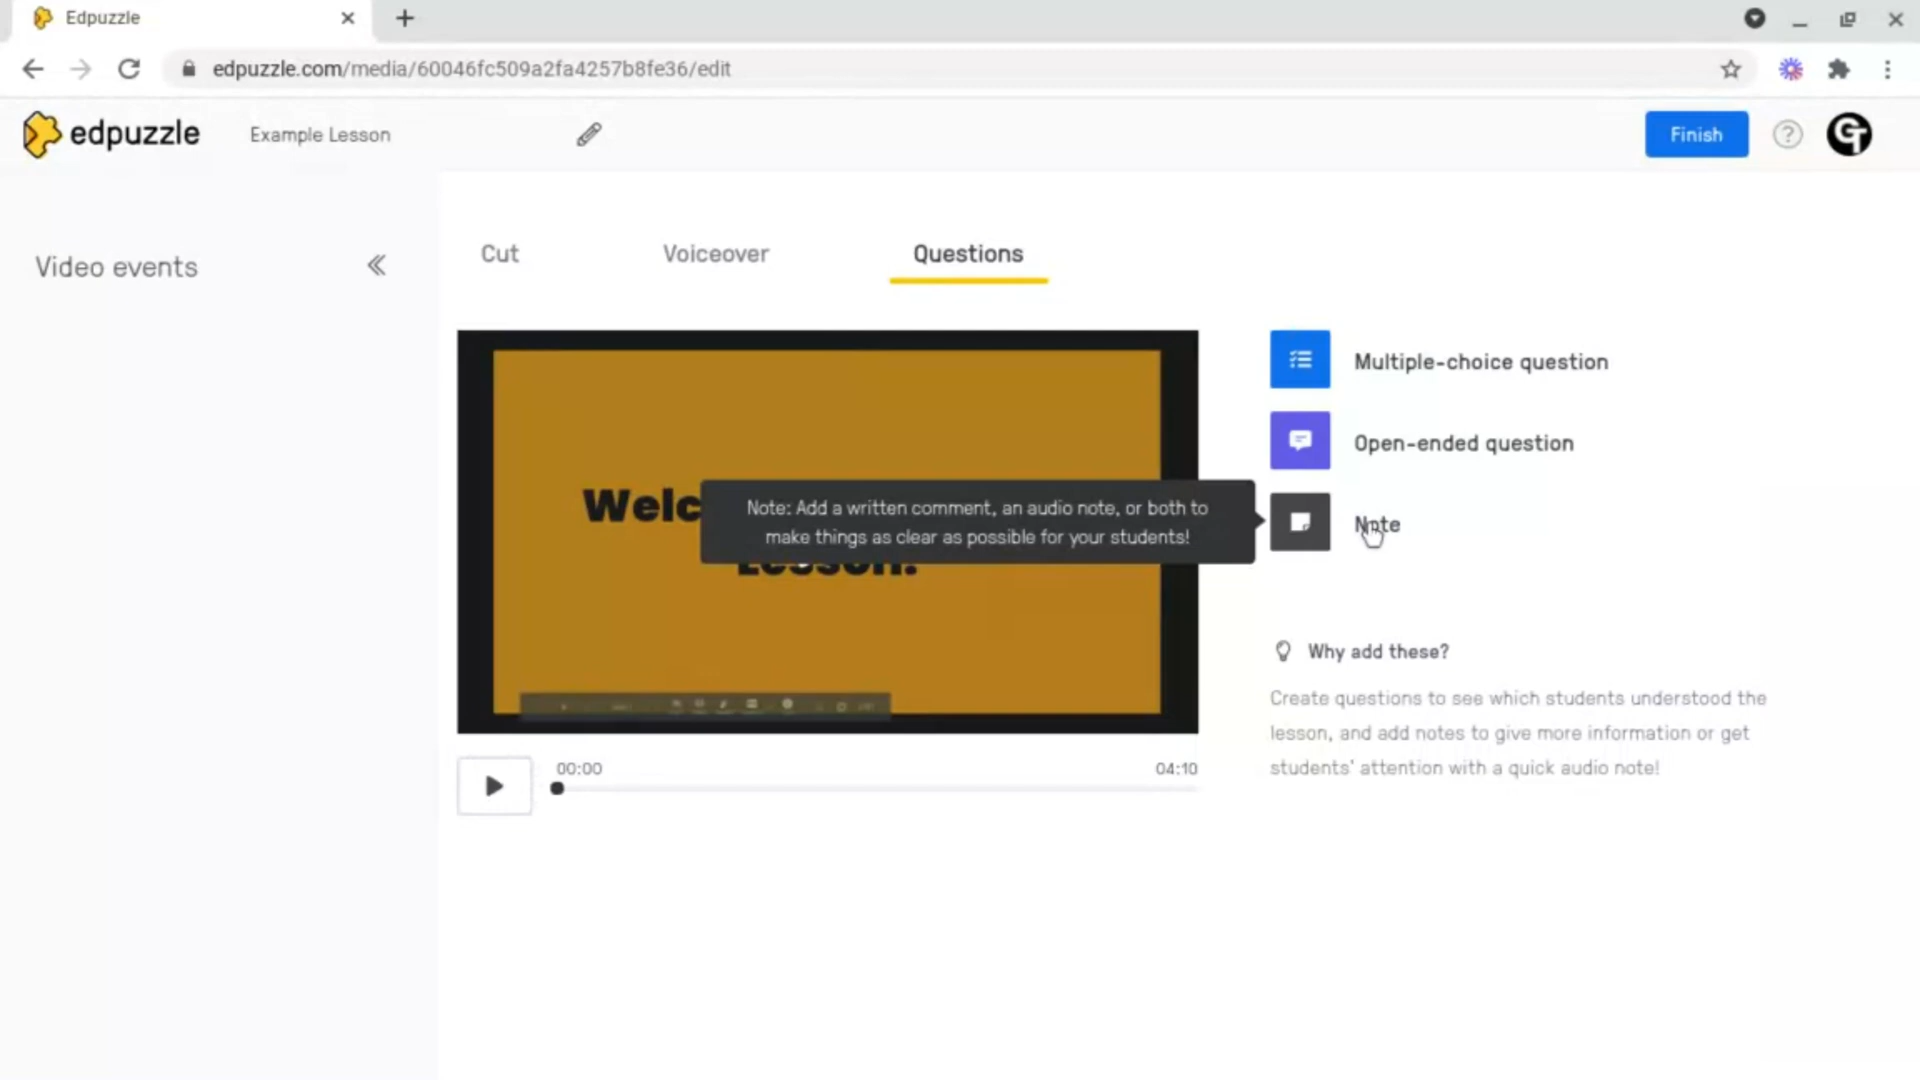 Edpuzzle
edpuzzle.com/media/60046fc509a2fa4257b8fe36/edit
edpuzzle
Example Lesson
Finish
Video events
Cut
Voiceover
Questions
Multiple-choice question
Open-ended question
Welc
Note: Add a written comment, an audio note, or both to
make things as clear as possible for your students!
Note
Lesson!
Why add these?
Create questions to see which students understood the
lesson, and add notes to give more information or get
students' attention with a quick audio note!
00:00
04:10